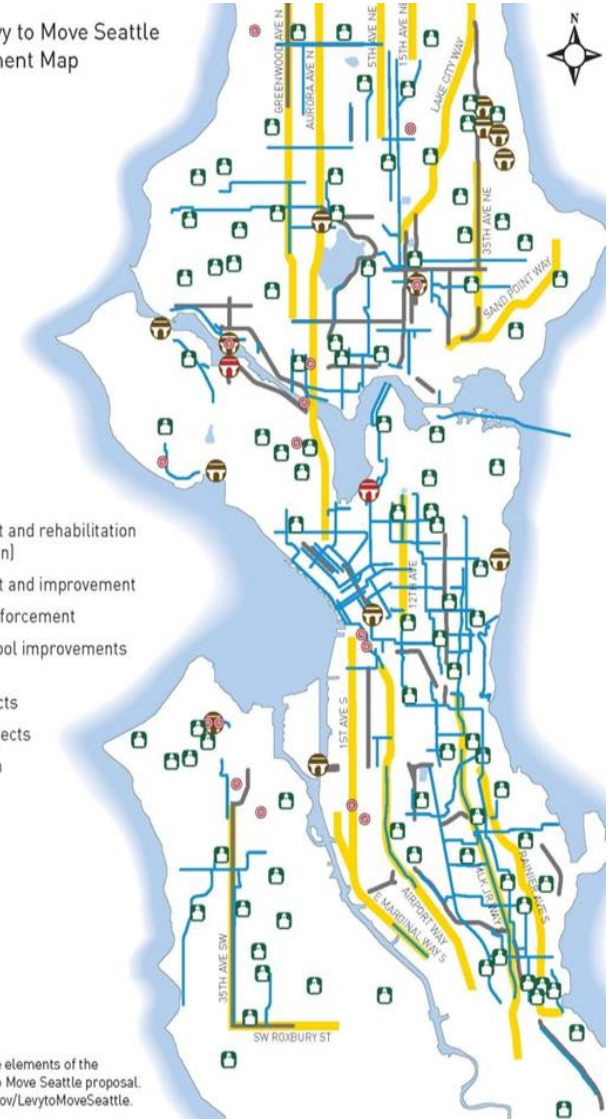 vy to Move Seattle
ent Map
N
GREENWOOD AVE N
AURORA AVE N
5TH AVE NE
15TH AVE NE
LAKE CITY WAY
35TH AVE NE
SAND POINT WAY
t and rehabilitation
n)
t and improvement
forcement
ool improvements
cts
ects
12TH AVE
1ST AVE S
RAINIER AVE S
MLK JR WAY
AIRPORT WAY
E MARGINAL WAY S
35TH AVE SW
SW ROXBURY ST
e elements of the
o Move Seattle proposal.
ov/LevytoMoveSeattle.